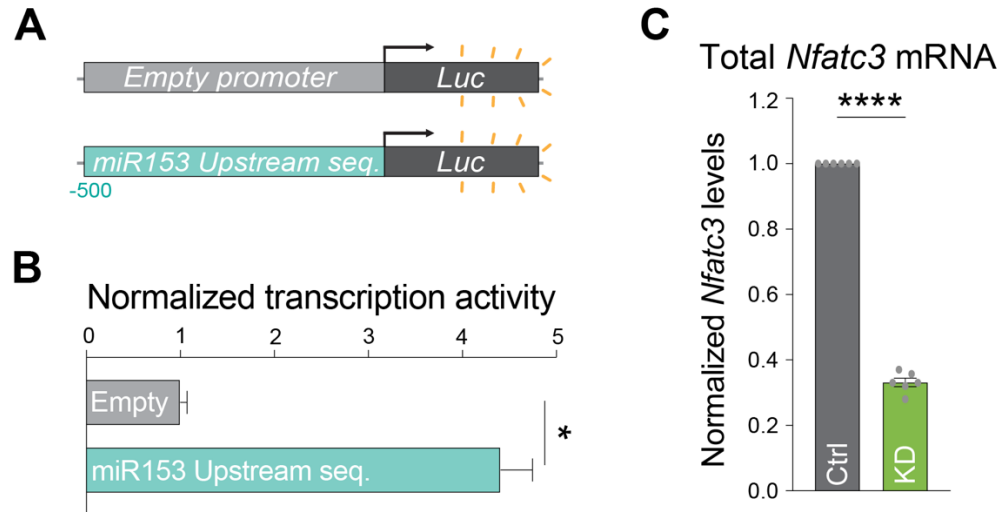 A
Empty promoter Luc
miR153 Upstream seq. Luc
-500
B
Normalized transcription activity
0 1 2 3 4 5
Empty
miR153 Upstream seq.
*
C
Total Nfatc3 mRNA
****
Normalized Nfatc3 levels
1.2
1.0
0.8
0.6
0.4
0.2
0.0
Ctrl
KD